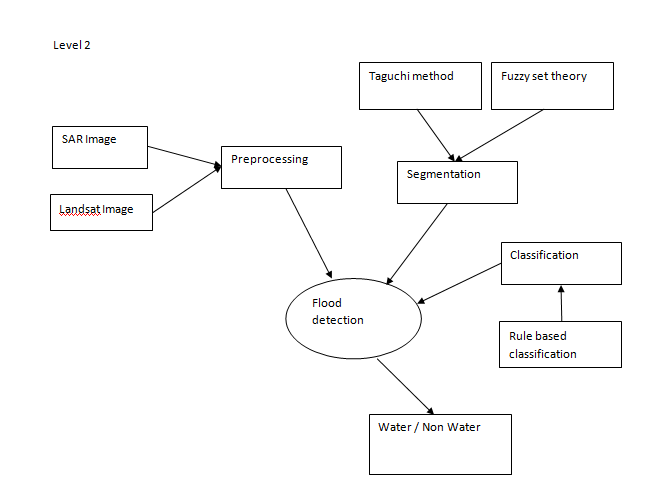 Level 2
Taguchi method
Fuzzy set theory
SAR Image
Preprocessing
Segmentation
Landsat Image
Classification
Flood
detection
Rule based
classification
Water / Non Water